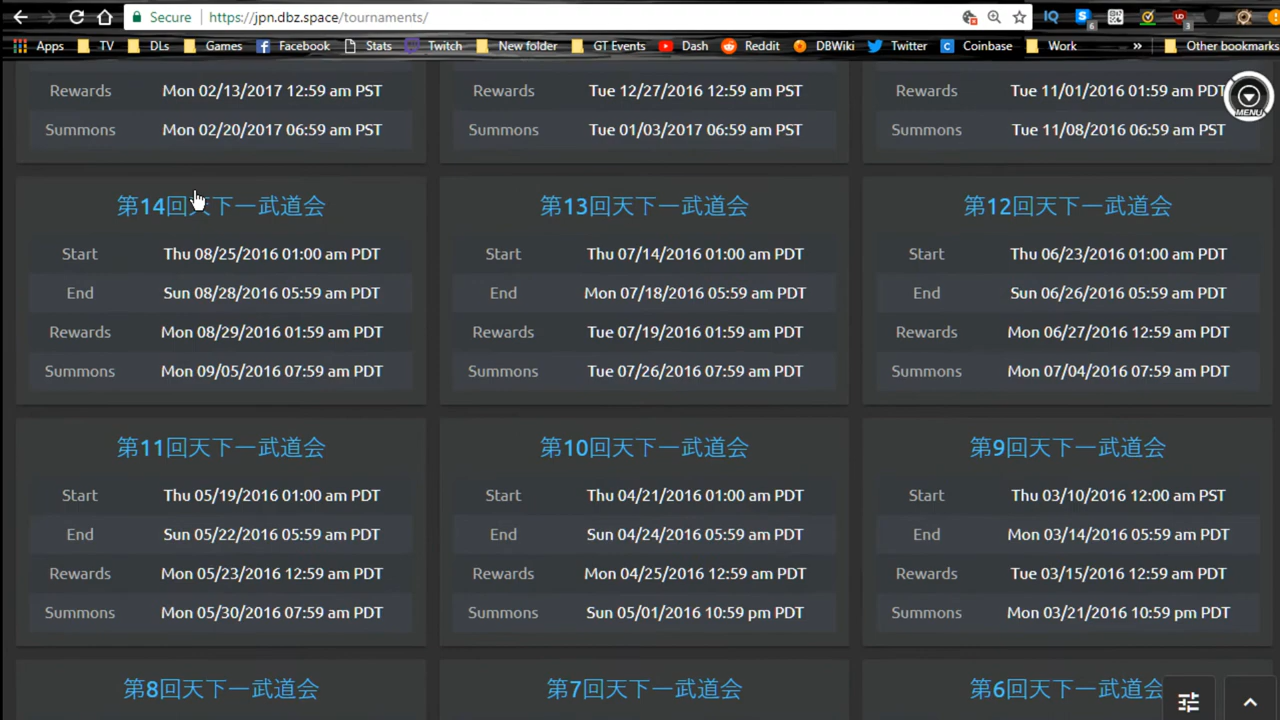 Secure https://jpn.dbz.space/tournaments/ IQ 6 3
Apps TV DLs Games Facebook Stats Twitch New folder GT Events Dash Reddit DBWiki Twitter Coinbase Work » Other bookmarks
Rewards Mon 02/13/2017 12:59 am PST Rewards Tue 12/27/2016 12:59 am PST Rewards Tue 11/01/2016 01:59 am PDT
MENU
Summons Mon 02/20/2017 06:59 am PST Summons Tue 01/03/2017 06:59 am PST Summons Tue 11/08/2016 06:59 am PST
第14回天下一武道会 第13回天下一武道会 第12回天下一武道会
Start Thu 08/25/2016 01:00 am PDT Start Thu 07/14/2016 01:00 am PDT Start Thu 06/23/2016 01:00 am PDT
End Sun 08/28/2016 05:59 am PDT End Mon 07/18/2016 05:59 am PDT End Sun 06/26/2016 05:59 am PDT
Rewards Mon 08/29/2016 01:59 am PDT Rewards Tue 07/19/2016 01:59 am PDT Rewards Mon 06/27/2016 12:59 am PDT
Summons Mon 09/05/2016 07:59 am PDT Summons Tue 07/26/2016 07:59 am PDT Summons Mon 07/04/2016 07:59 am PDT
第11回天下一武道会 第10回天下一武道会 第9回天下一武道会
Start Thu 05/19/2016 01:00 am PDT Start Thu 04/21/2016 01:00 am PDT Start Thu 03/10/2016 12:00 am PST
End Sun 05/22/2016 05:59 am PDT End Sun 04/24/2016 05:59 am PDT End Mon 03/14/2016 05:59 am PDT
Rewards Mon 05/23/2016 12:59 am PDT Rewards Mon 04/25/2016 12:59 am PDT Rewards Tue 03/15/2016 12:59 am PDT
Summons Mon 05/30/2016 07:59 am PDT Summons Sun 05/01/2016 10:59 pm PDT Summons Mon 03/21/2016 10:59 pm PDT
第8回天下一武道会 第7回天下一武道会 第6回天下一武道会